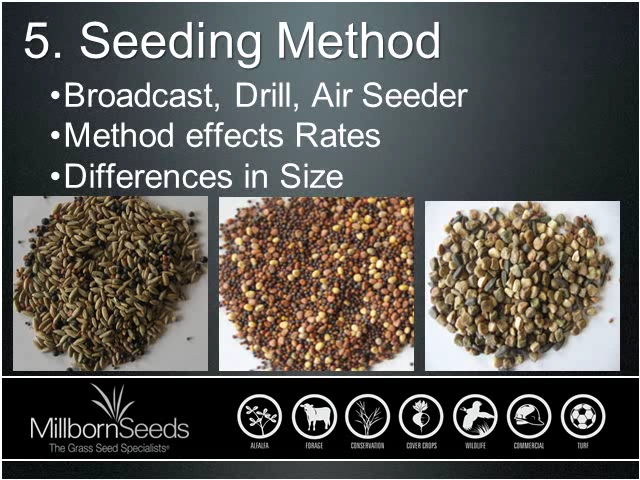 5. Seeding Method
•Broadcast, Drill, Air Seeder
•Method effects Rates
•Differences in Size
MillbornSeeds
The Grass Seed Specialists®
ALFALFA FORAGE CONSERVATION COVER CROPS WILDLIFE COMMERCIAL TURF